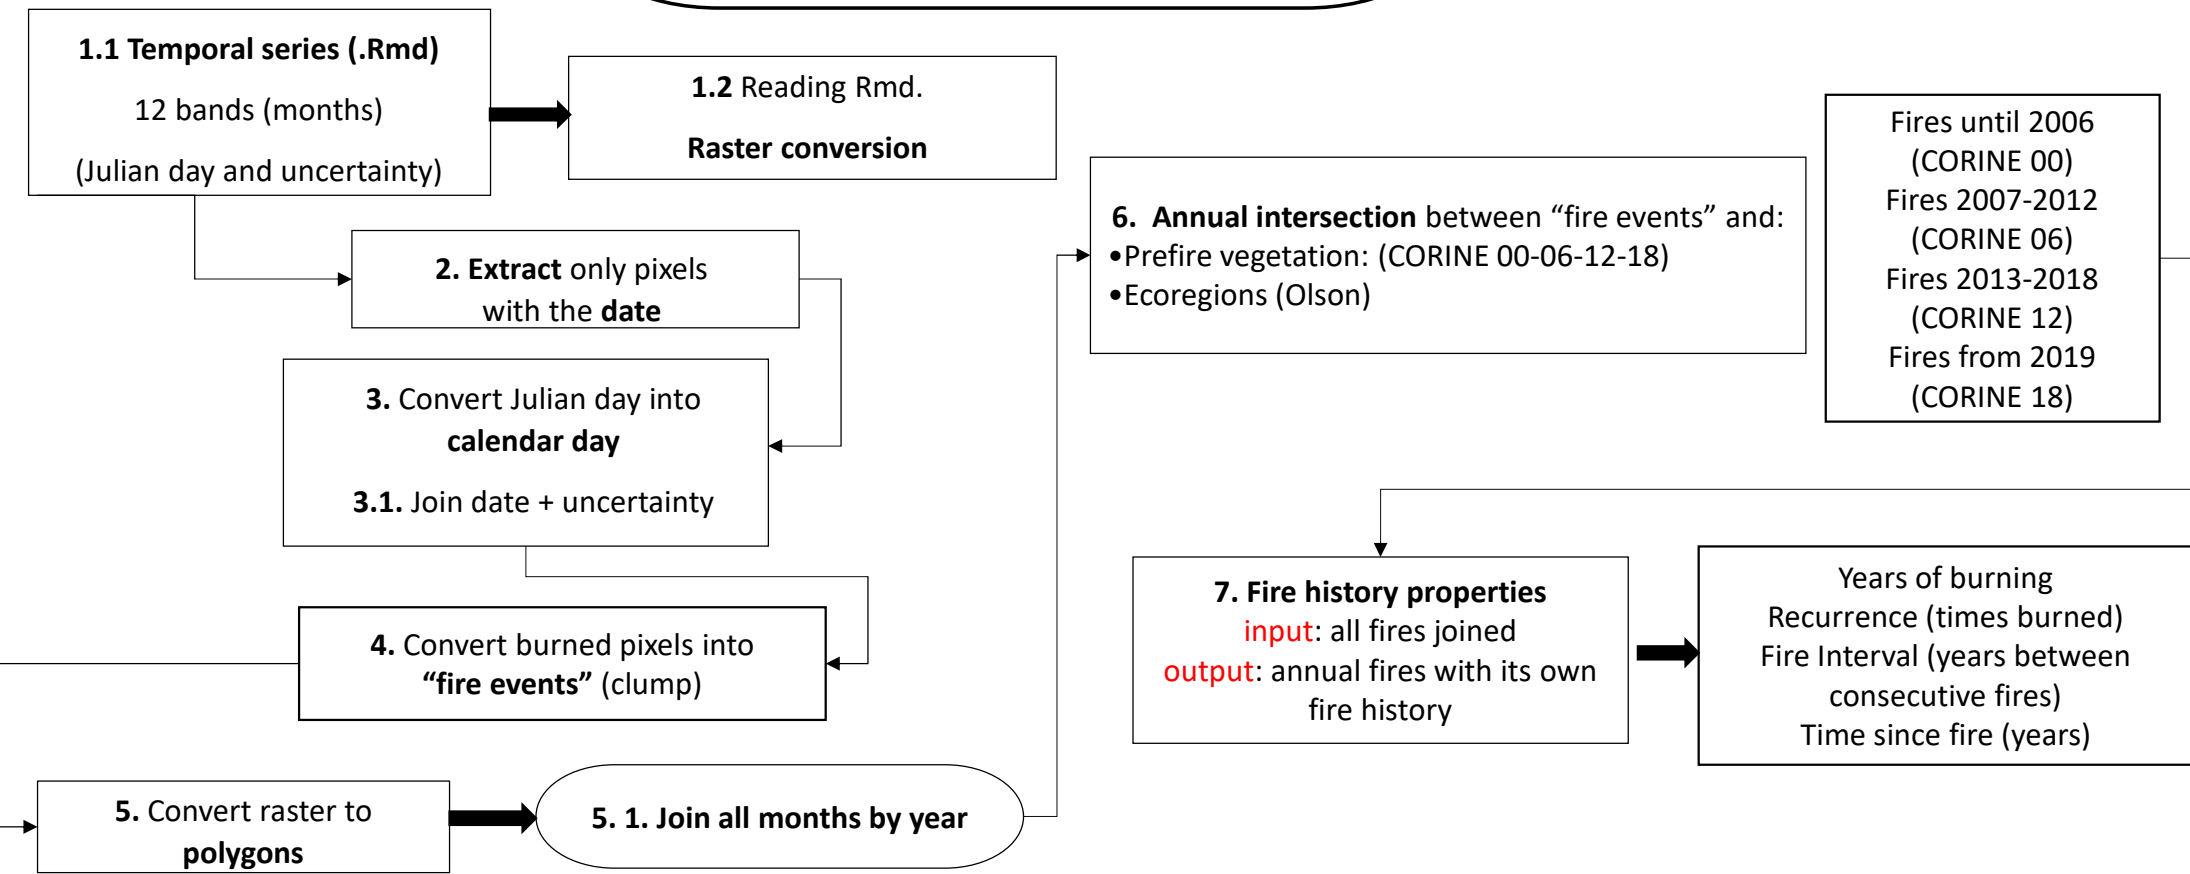 1.1 Temporal series (.Rmd)
12 bands (months)
(Julian day and uncertainty)
1.2 Reading Rmd.
Raster conversion
2. Extract only pixels
with the date
3. Convert Julian day into
calendar day
3.1. Join date + uncertainty
4. Convert burned pixels into
“fire events” (clump)
5. Convert raster to
polygons
5. 1. Join all months by year
6. Annual intersection between “fire events” and:
•Prefire vegetation: (CORINE 00-06-12-18)
•Ecoregions (Olson)
Fires until 2006
(CORINE 00)
Fires 2007-2012
(CORINE 06)
Fires 2013-2018
(CORINE 12)
Fires from 2019
(CORINE 18)
7. Fire history properties
input: all fires joined
output: annual fires with its own
fire history
Years of burning
Recurrence (times burned)
Fire Interval (years between
consecutive fires)
Time since fire (years)